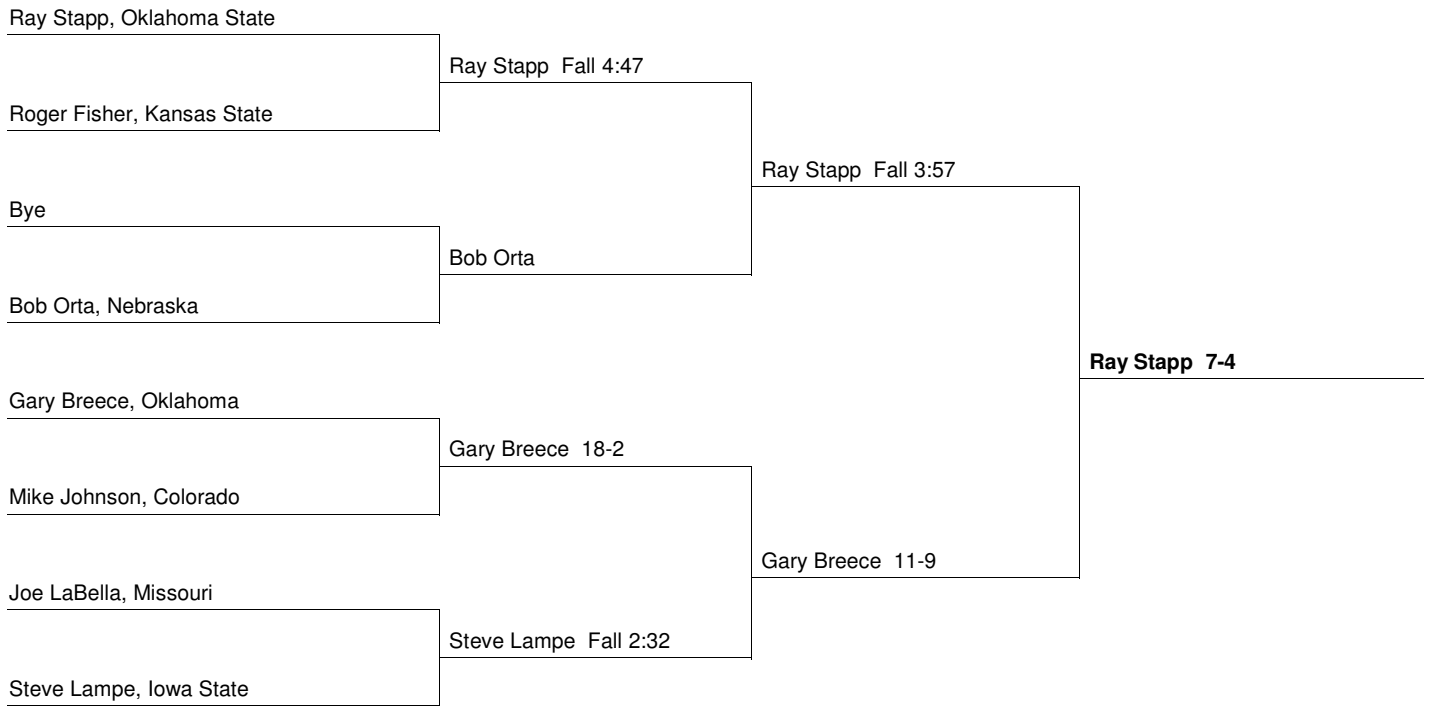 Ray Stapp, Oklahoma State
Ray Stapp  Fall 4:47
Roger Fisher, Kansas State
Ray Stapp  Fall 3:57
Bye
Bob Orta
Bob Orta, Nebraska
Ray Stapp  7-4
Gary Breece, Oklahoma
Gary Breece  18-2
Mike Johnson, Colorado
Gary Breece  11-9
Joe LaBella, Missouri
Steve Lampe  Fall 2:32
Steve Lampe, Iowa State